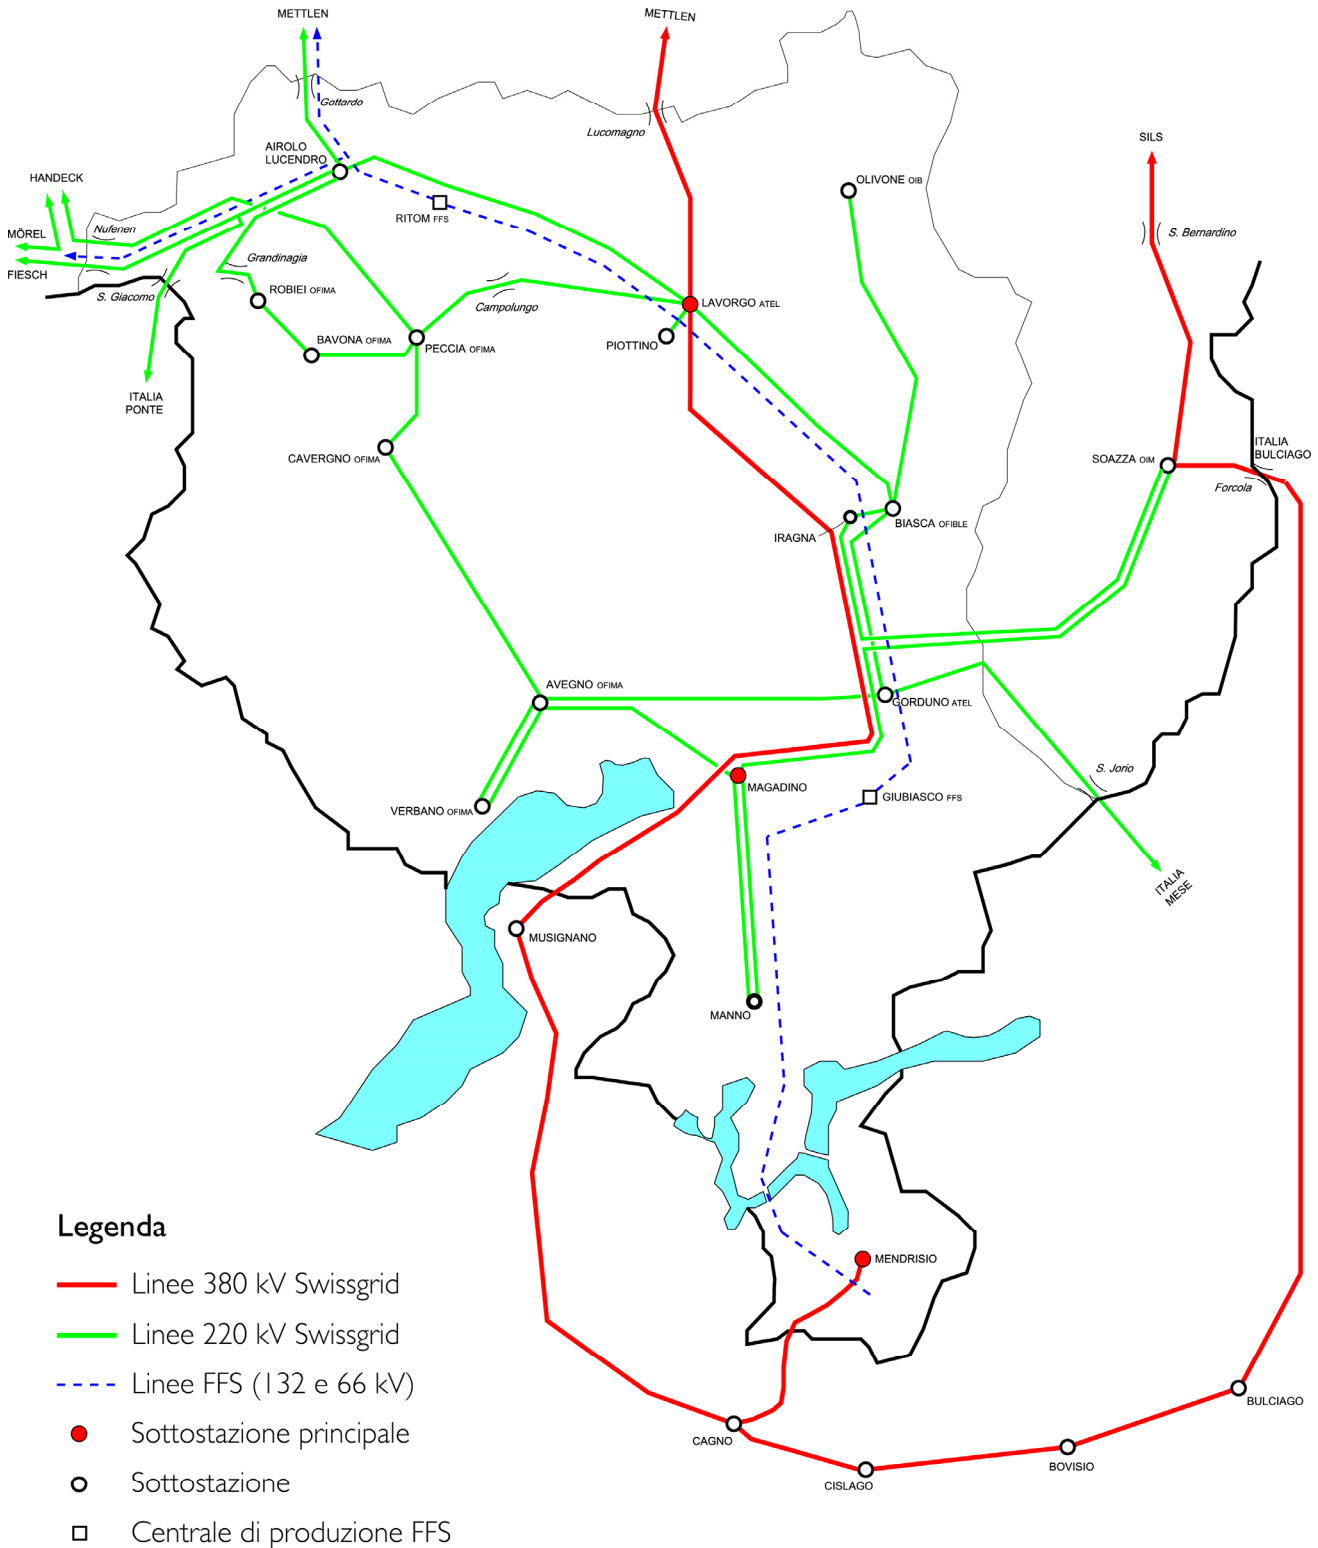 METTLEN
METTLEN
Gottardo
Lucomagno
SILS
AIROLO
LUCENDRO
HANDECK
OLIVONE OIB
RITOM FFS
Nufenen
MÖREL
S. Bernardino
FIESCH
Grandinagia
S. Giacomo
ROBIEI OFIMA
Campolungo
LAVORGO ATEL
BAVONA OFIMA
PECCIA OFIMA
PIOTTINO
ITALIA
PONTE
ITALIA
BULCIAGO
CAVERGNO OFIMA
SOAZZA OIM
Forcola
BIASCA OFIBLE
IRAGNA
AVEGNO OFIMA
GORDUNO ATEL
S. Jorio
MAGADINO
GIUBIASCO FFS
VERBANO OFIMA
ITALIA
MESE
MUSIGNANO
MANNO
Legenda
MENDRISIO
Linee 380 kV Swissgrid
Linee 220 kV Swissgrid
Linee FFS (132 e 66 kV)
BULCIAGO
Sottostazione principale
CAGNO
BOVISIO
CISLAGO
Sottostazione
Centrale di produzione FFS